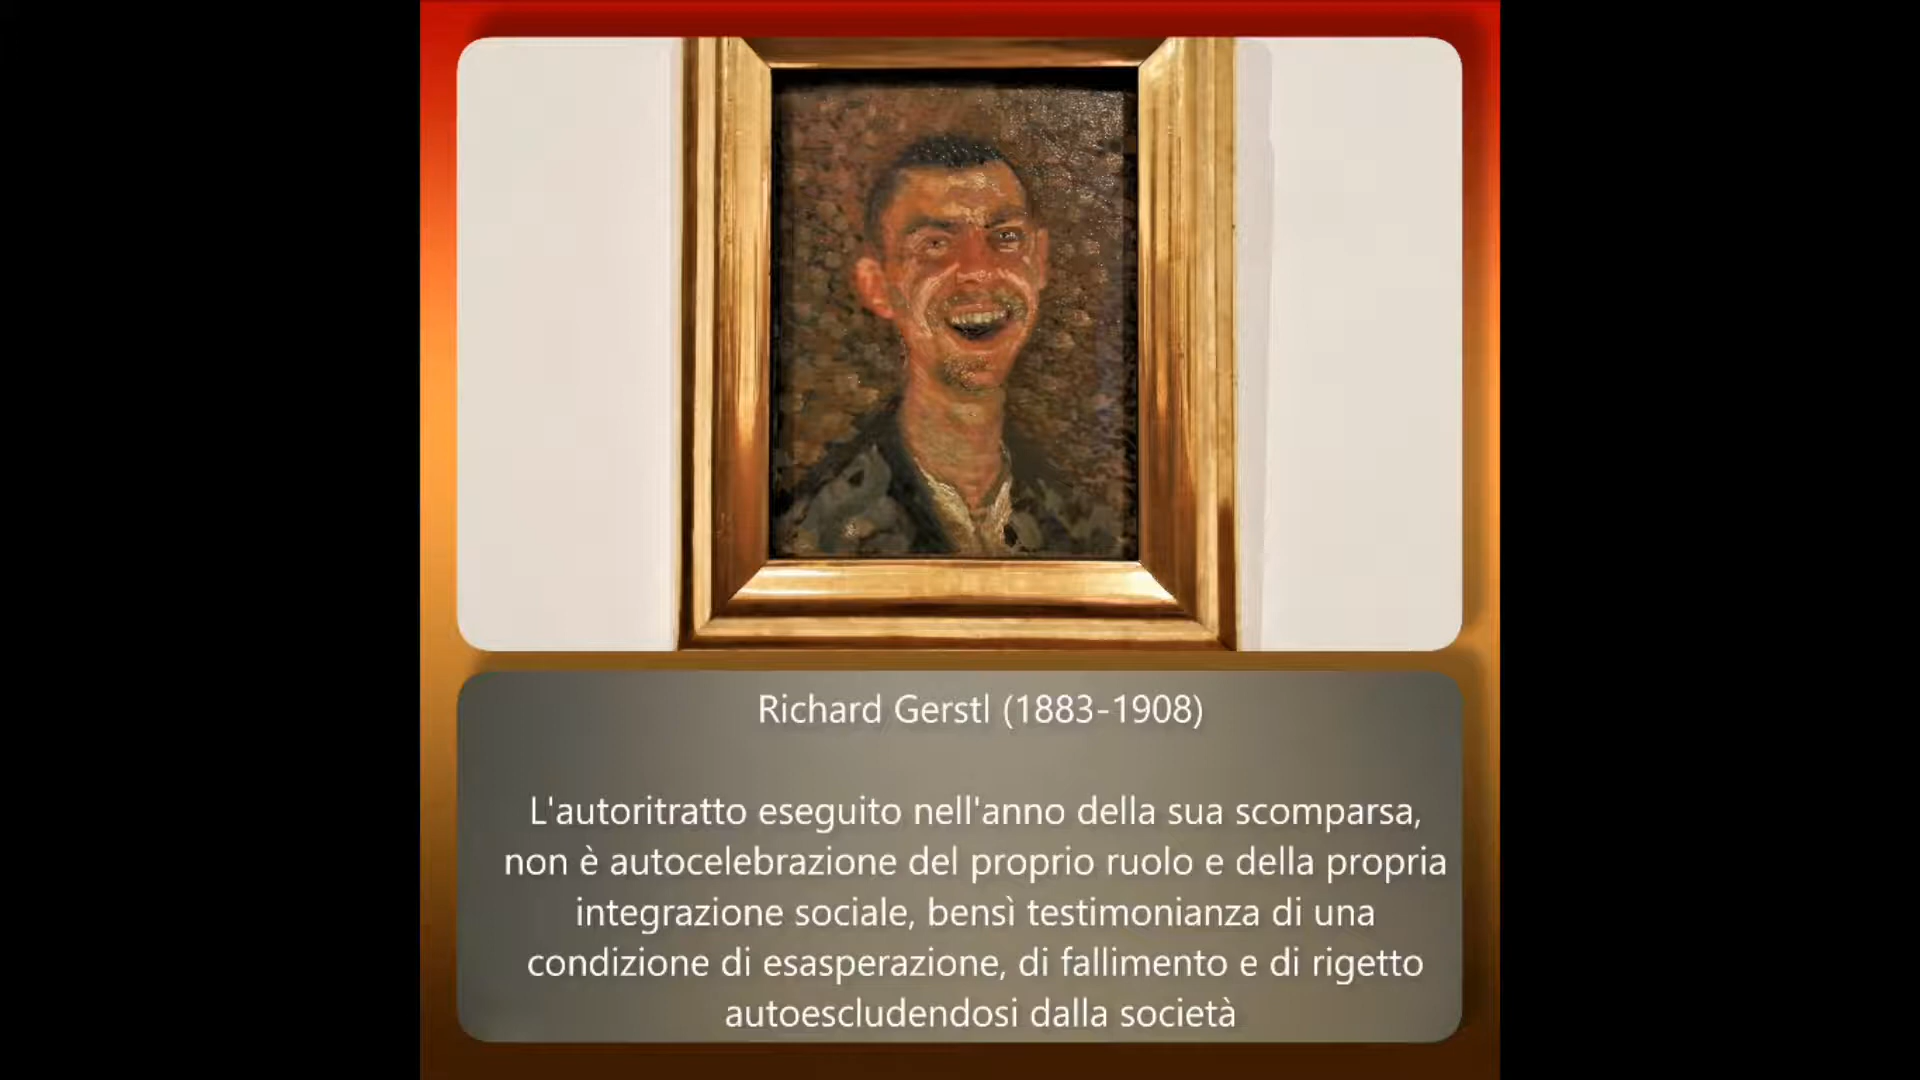 Richard Gerstl (1883-1908)
L'autoritratto eseguito nell'anno della sua scomparsa,
non è autocelebrazione del proprio ruolo e della propria
integrazione sociale, bensì testimonianza di una
condizione di esasperazione, di fallimento e di rigetto
autoescludendosi dalla società